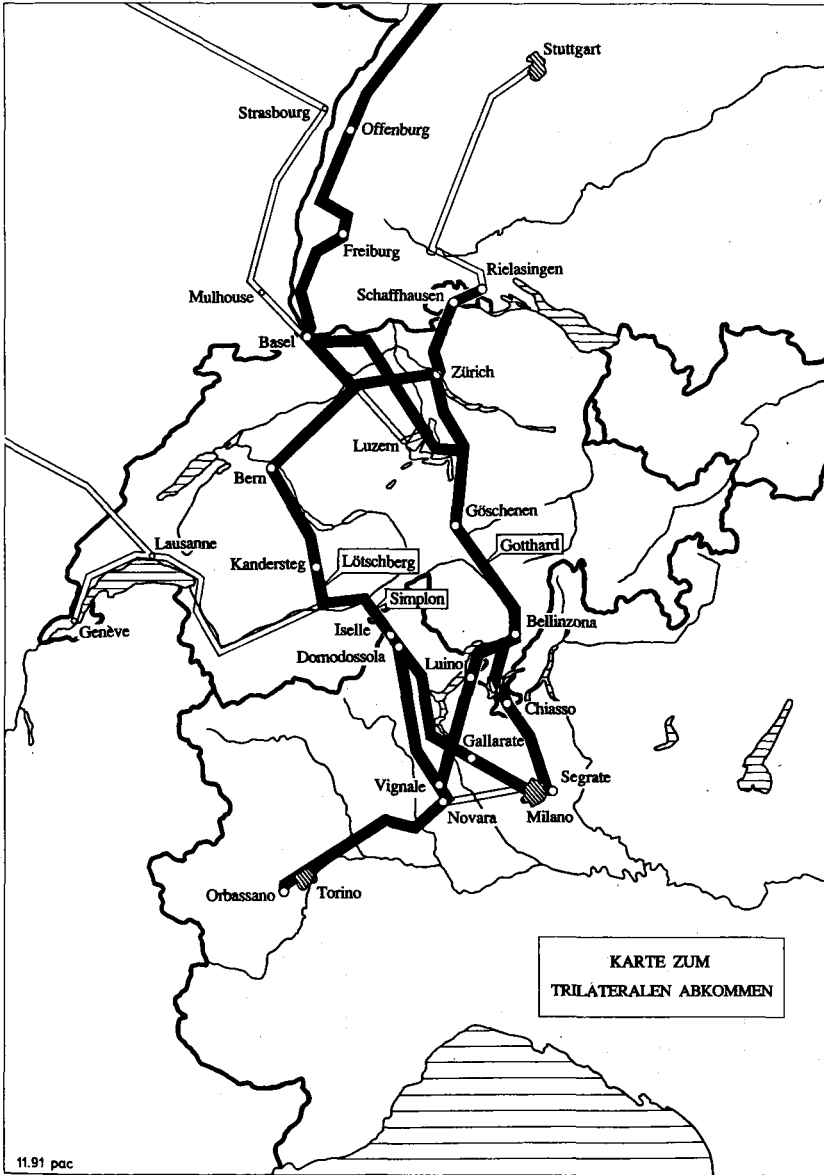 Stuttgart
Strasbourg
Offenburg
Freiburg
Rielasingen
Mulhouse
Schaffhausen
Basel
Zürich
Luzern
Bern
Göschenen
Lausanne
Gotthard
Kandersteg
Lötschberg
Simplon
Genève
Iselle
Bellinzona
Domodossola
Luino
Chiasso
Gallarate
Vignale
Segrate
Novara
Milano
Orbassano
Torino
KARTE ZUM
TRILATERALEN ABKOMMEN
11.91 pac